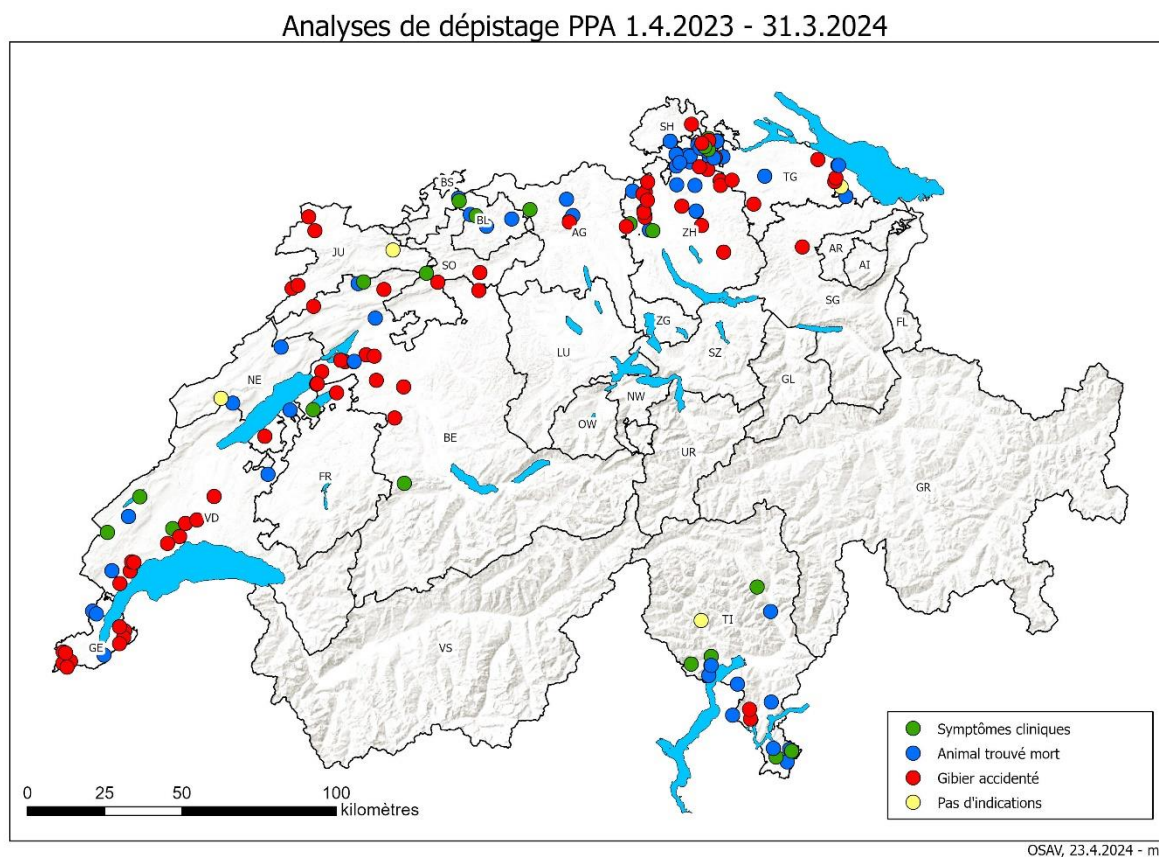 Analyses de dépistage PPA 1.4.2023 - 31.3.2024
SH
BS
TG
BL
AG
ZH
JU
SO
AR
AI
SG
FL
ZG
LU
SZ
NE
GL
NW
OW
BE
UR
FR
GR
VD
TI
VS
GE
Symptômes cliniques
Animal trouvé mort
Gibier accidenté
Pas d'indications
0 25 50 100
kilomètres
OSAV, 23.4.2024 - m